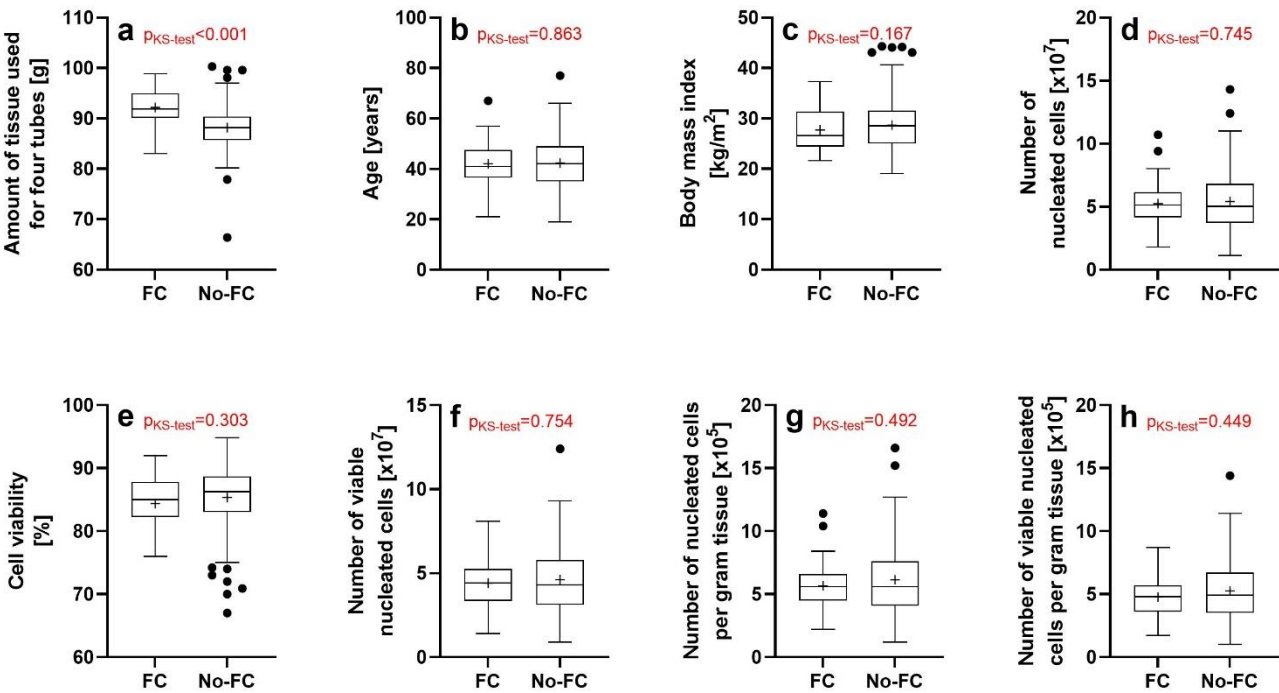 a pKS-test<0.001
Amount of tissue used
for four tubes [g]
100
110
90
80
70
60
FC No-FC
b pKS-test=0.863
Age [years]
100
80
60
40
20
0
FC No-FC
c pKS-test=0.167
Body mass index
[kg/m²]
50
40
30
20
10
0
FC No-FC
d pKS-test=0.745
Number of
nucleated cells [x10⁷]
20
15
10
5
0
FC No-FC
e pKS-test=0.303
Cell viability
[%]
100
90
80
70
60
FC No-FC
f pKS-test=0.754
Number of viable
nucleated cells [x10⁷]
15
10
5
0
FC No-FC
g pKS-test=0.492
Number of nucleated cells
per gram tissue [x10⁵]
20
15
10
5
0
FC No-FC
h pKS-test=0.449
Number of viable nucleated
cells per gram tissue [x10⁵]
20
15
10
5
0
FC No-FC